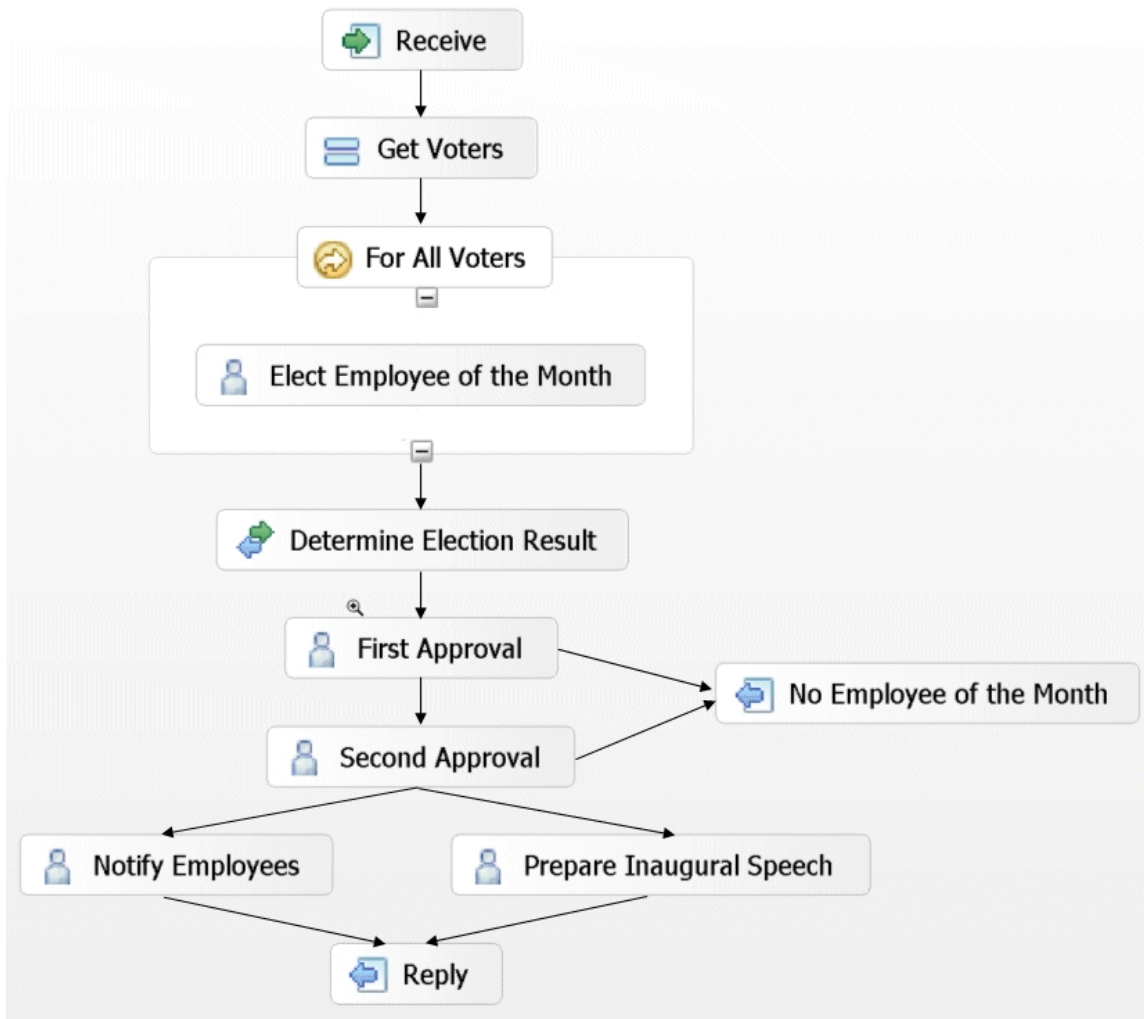 Receive
Get Voters
For All Voters
Elect Employee of the Month
Determine Election Result
First Approval
No Employee of the Month
Second Approval
Notify Employees
Prepare Inaugural Speech
Reply